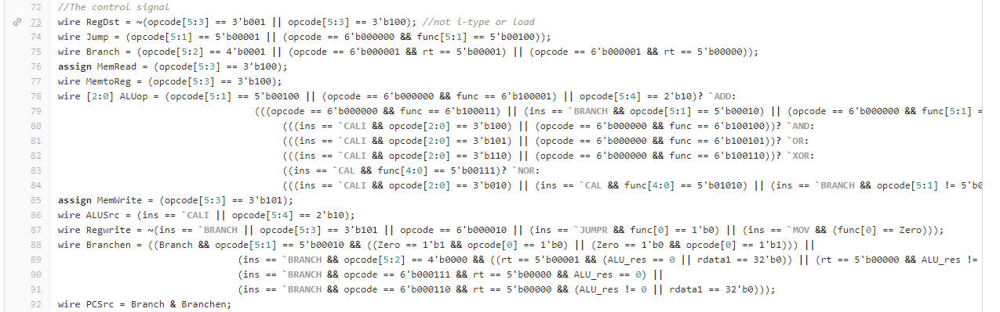 72 //The control signal
73 wire RegDst = ~(opcode[5:3] == 3'b001 || opcode[5:3] == 3'b100); //not i-type or load
74 wire Jump = (opcode[5:1] == 5'b00001 || (opcode == 6'b000000 && func[5:1] == 5'b00100));
75 wire Branch = (opcode[5:2] == 4'b0001 || (opcode == 6'b000001 && rt == 5'b00001) || (opcode == 6'b000001 && rt == 5'b00000));
76 assign MemRead = (opcode[5:3] == 3'b100);
77 wire MemtoReg = (opcode[5:3] == 3'b100);
78 wire [2:0] ALUop = (opcode[5:1] == 5'b00100 || (opcode == 6'b000000 && func == 6'b100001) || opcode[5:4] == 2'b10)? `ADD:
79 (((opcode == 6'b000000 && func == 6'b100011) || (ins == `BRANCH && opcode[5:1] == 5'b00010) || (opcode == 6'b000000 && func[5:1] =
80 (((ins == `CALI && opcode[2:0] == 3'b100) || (opcode == 6'b000000 && func == 6'b100100))? `AND:
81 (((ins == `CALI && opcode[2:0] == 3'b101) || (opcode == 6'b000000 && func == 6'b100101))? `OR:
82 (((ins == `CALI && opcode[2:0] == 3'b110) || (opcode == 6'b000000 && func == 6'b100110))? `XOR:
83 ((ins == `CAL && func[4:0] == 5'b00111)? `NOR:
84 (((ins == `CALI && opcode[2:0] == 3'b010) || (ins == `CAL && func[4:0] == 5'b01010) || (ins == `BRANCH && opcode[5:1] != 5'b0
85 assign MemWrite = (opcode[5:3] == 3'b101);
86 wire ALUSrc = (ins == `CALI || opcode[5:4] == 2'b10);
87 wire Regwrite = ~(ins == `BRANCH || opcode[5:3] == 3'b101 || opcode == 6'b000010 || (ins == `JUMPR && func[0] == 1'b0) || (ins == `MOV && (func[0] == Zero)));
88 wire Branchen = ((Branch && opcode[5:1] == 5'b00010 && ((Zero == 1'b1 && opcode[0] == 1'b0) || (Zero == 1'b0 && opcode[0] == 1'b1))) ||
89 (ins == `BRANCH && opcode[5:2] == 4'b0000 && ((rt == 5'b00001 && (ALU_res == 0 || rdata1 == 32'b0)) || (rt == 5'b00000 && ALU_res !=
90 (ins == `BRANCH && opcode == 6'b000111 && rt == 5'b00000 && ALU_res == 0) ||
91 (ins == `BRANCH && opcode == 6'b000110 && rt == 5'b00000 && (ALU_res != 0 || rdata1 == 32'b0)));
92 wire PCSrc = Branch & Branchen;